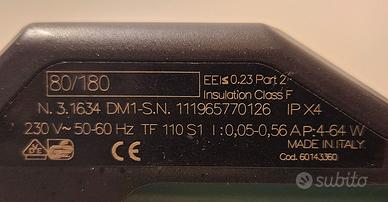 80/180
EEI≤ 0.23 Part 2
Insulation Class F
N. 3.1634 DM1-S.N. 111965770126 IP X4
230 V~ 50-60 Hz TF 110 S1 I:0,05-0,56 A P:4-64 W
MADE IN ITALY
Cod. 60143360
CE
subito